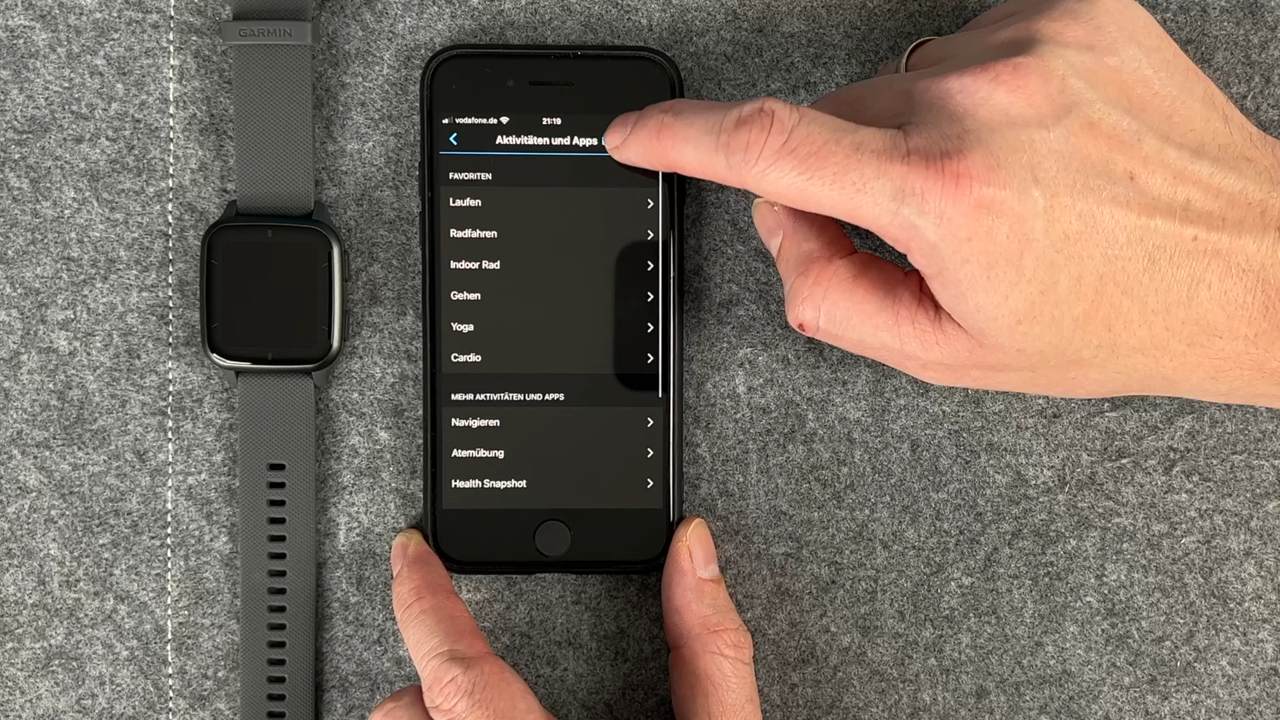 GARMIN
vodafone.de
21:19
Aktivitäten und Apps
FAVORITEN
Laufen
Radfahren
Indoor Rad
Gehen
Yoga
Cardio
MEHR AKTIVITÄTEN UND APPS
Navigieren
Atemübung
Health Snapshot